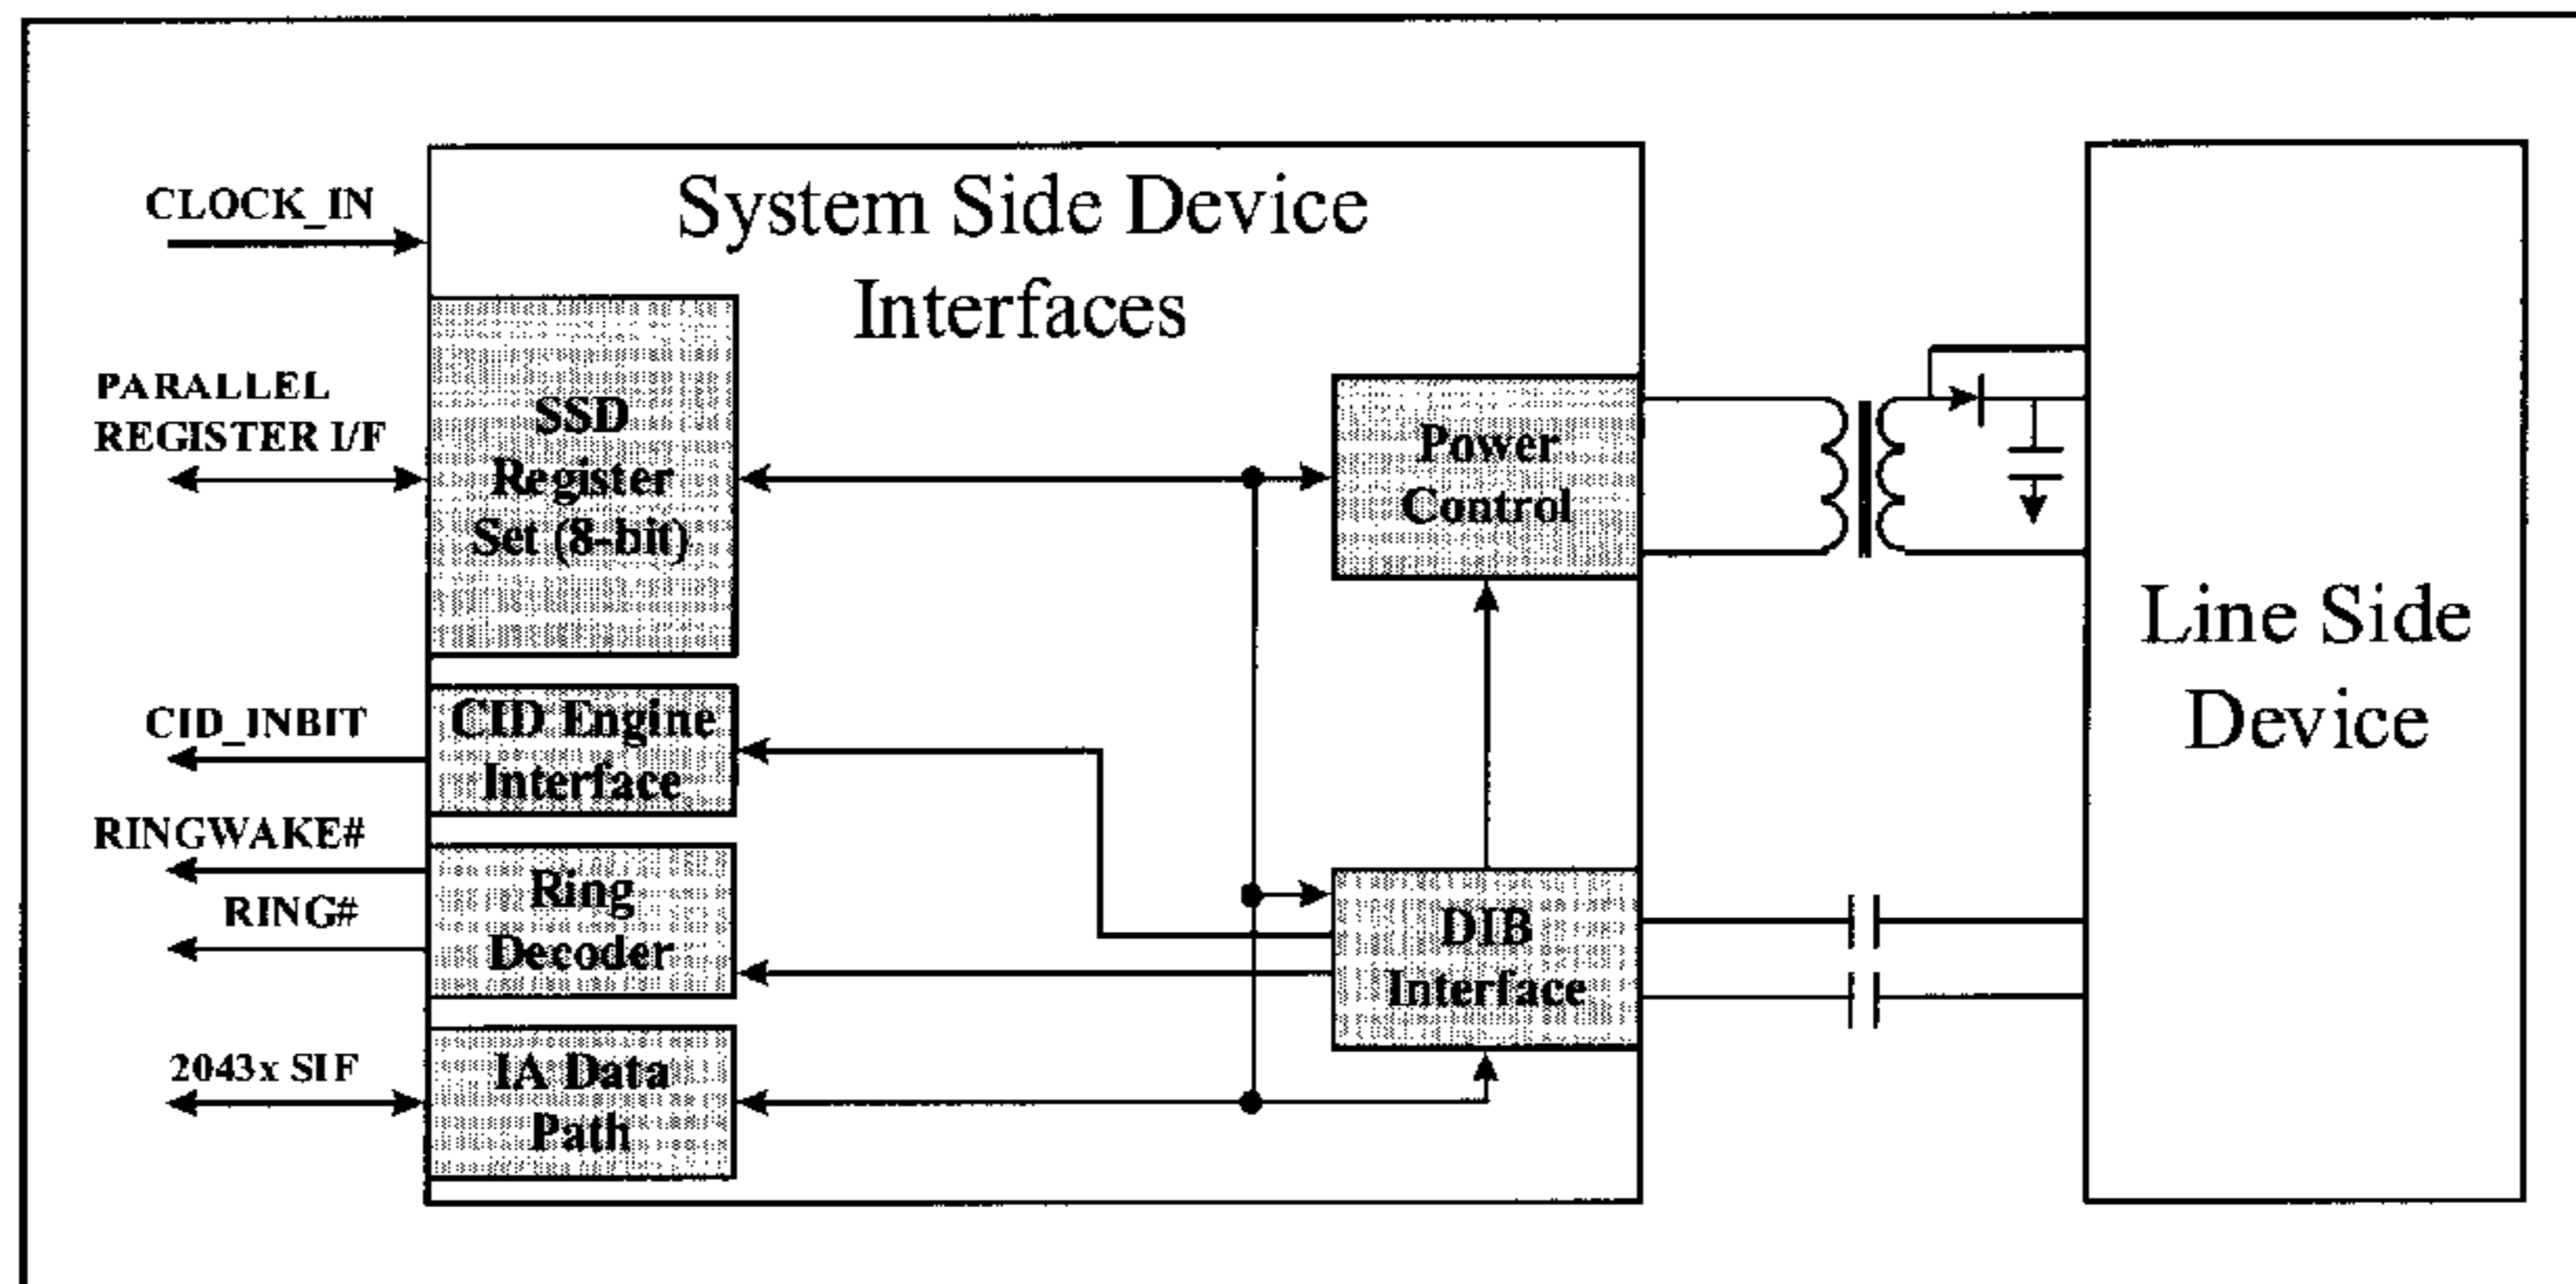 System Side Device
Interfaces
CLOCK_IN
PARALLEL
REGISTER I/F
SSD
Register
Set (8-bit)
Power
Control
Line Side
Device
CID_INBIT
CID Engine
Interface
RINGWAKE#
RING#
Ring
Decoder
DIB
Interface
2043x SIF
IA Data
Path